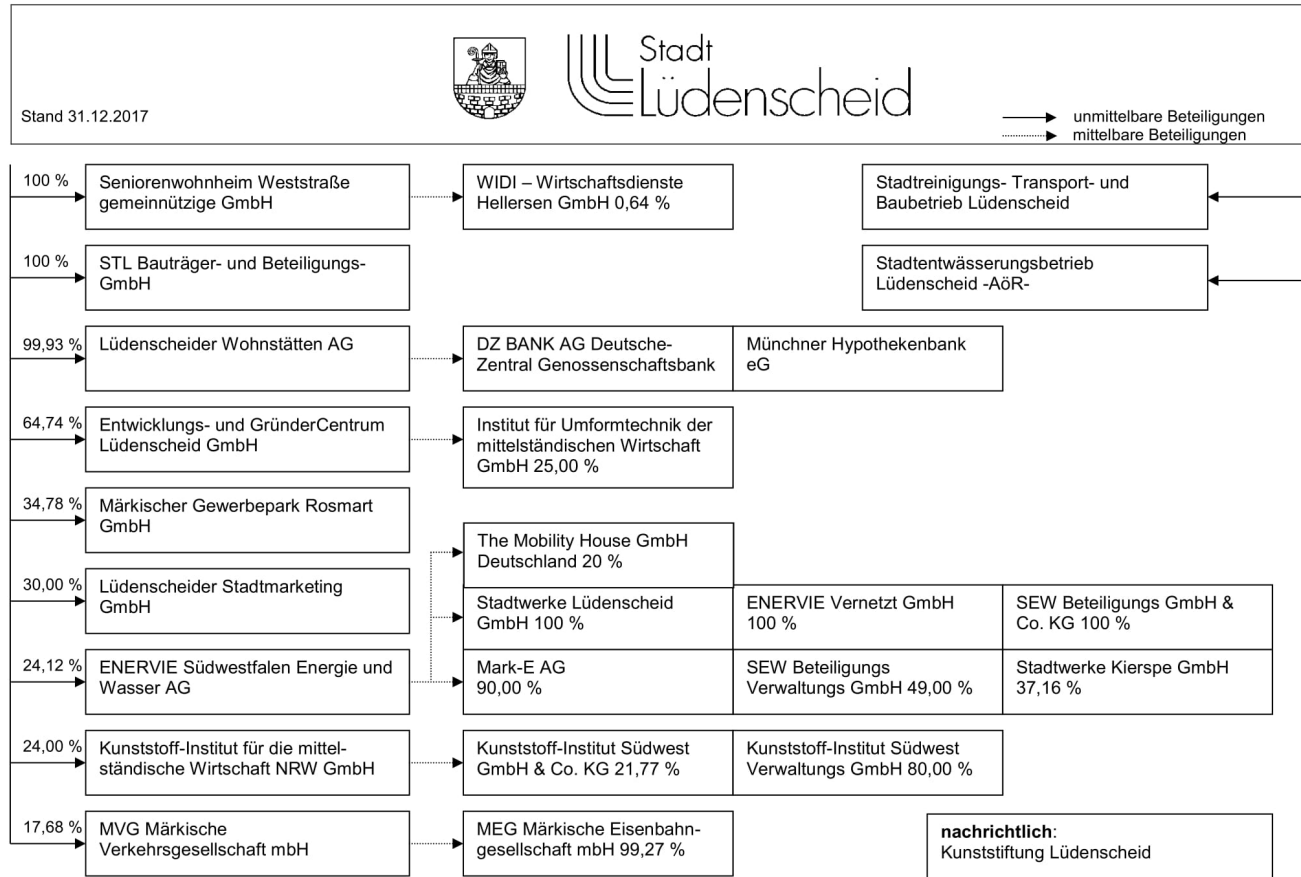 Stadt
Lüdenscheid
Stand 31.12.2017
unmittelbare Beteiligungen
mittelbare Beteiligungen
100 %
Seniorenwohnheim Weststraße
gemeinnützige GmbH
WIDI – Wirtschaftsdienste
Hellersen GmbH 0,64 %
Stadtreinigungs- Transport- und
Baubetrieb Lüdenscheid
100 %
STL Bauträger- und Beteiligungs-
GmbH
Stadtentwässerungsbetrieb
Lüdenscheid -AöR-
99,93 %
Lüdenscheider Wohnstätten AG
DZ BANK AG Deutsche-
Zentral Genossenschaftsbank
Münchner Hypothekenbank
eG
64,74 %
Entwicklungs- und GründerCentrum
Lüdenscheid GmbH
Institut für Umformtechnik der
mittelständischen Wirtschaft
GmbH 25,00 %
34,78 %
Märkischer Gewerbepark Rosmart
GmbH
The Mobility House GmbH
Deutschland 20 %
30,00 %
Lüdenscheider Stadtmarketing
GmbH
Stadtwerke Lüdenscheid
GmbH 100 %
ENERVIE Vernetzt GmbH
100 %
SEW Beteiligungs GmbH &
Co. KG 100 %
24,12 %
ENERVIE Südwestfalen Energie und
Wasser AG
Mark-E AG
90,00 %
SEW Beteiligungs
Verwaltungs GmbH 49,00 %
Stadtwerke Kierspe GmbH
37,16 %
24,00 %
Kunststoff-Institut für die mittel-
ständische Wirtschaft NRW GmbH
Kunststoff-Institut Südwest
GmbH & Co. KG 21,77 %
Kunststoff-Institut Südwest
Verwaltungs GmbH 80,00 %
17,68 %
MVG Märkische
Verkehrsgesellschaft mbH
MEG Märkische Eisenbahn-
gesellschaft mbH 99,27 %
nachrichtlich:
Kunststiftung Lüdenscheid